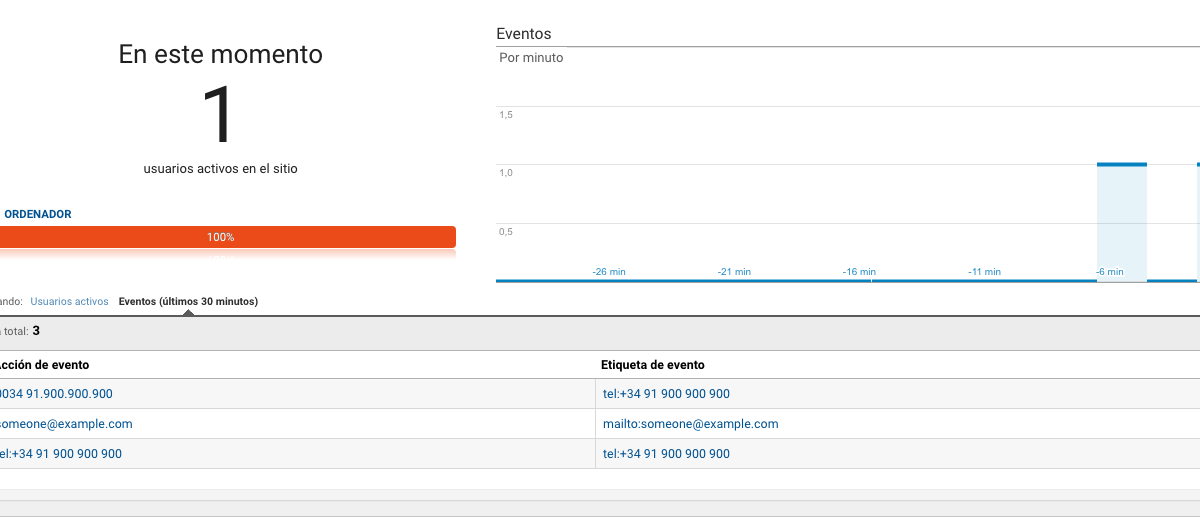 En este momento
1
usuarios activos en el sitio
ORDENADOR
100%
Eventos
Por minuto
1,5
1,0
0,5
-26 min
-21 min
-16 min
-11 min
-6 min
ando: Usuarios activos Eventos (últimos 30 minutos)
total: 3
Acción de evento Etiqueta de evento
0034 91.900.900.900 tel:+34 91 900 900 900
someone@example.com mailto:someone@example.com
tel:+34 91 900 900 900 tel:+34 91 900 900 900